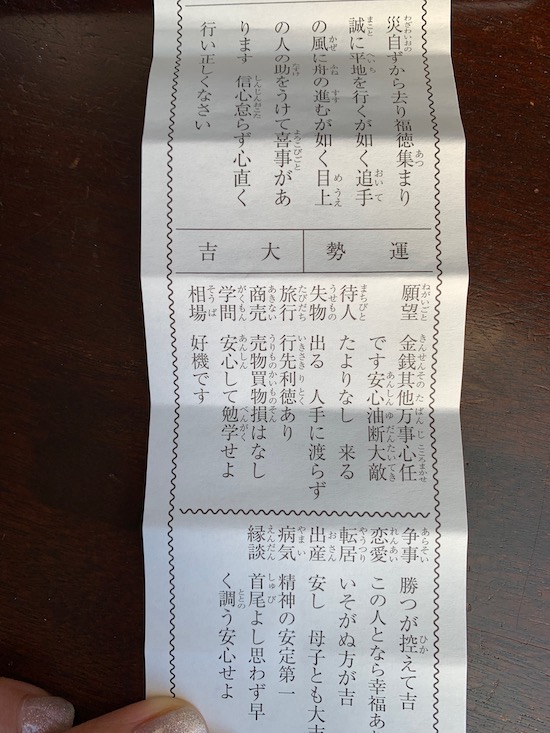 災自ずから去り福徳集まり
誠に平地を行くが如く追手
の風に舟の進むが如く目上
の人の助をうけて喜事があ
ります 信心怠らず心直く
行い正しくなさい
運勢 大吉
願望 金銭其他万事心任
です安心油断大敵
待人 たよりなし 来る
失物 出る 人手に渡らず
旅行 行先利徳あり
商売 売物買物損はなし
学問 安心して勉学せよ
相場 好機です
争事 勝つが控えて吉
恋愛 この人となら幸福あ
転居 いそがぬ方が吉
出産 安し 母子とも大吉
病気 精神の安定第一
縁談 首尾よし思わず早
く調う安心せよ